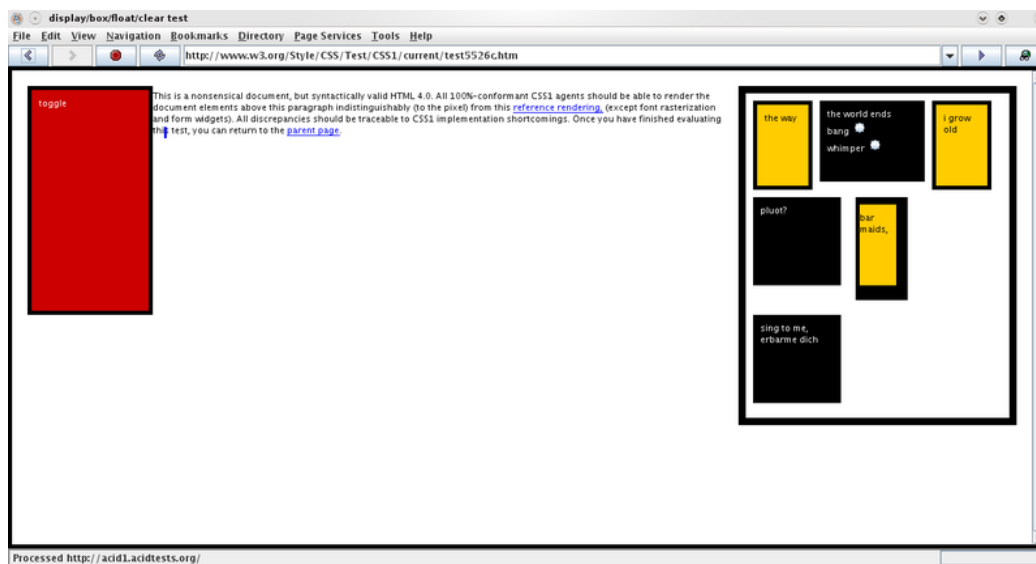 display/box/float/clear test
File Edit View Navigation Bookmarks Directory Page Services Tools Help
http://www.w3.org/Style/CSS/Test/CSS1/current/test5526c.htm
toggle
This is a nonsensical document, but syntactically valid HTML 4.0. All 100%-conformant CSS1 agents should be able to render the
document elements above this paragraph indistinguishably (to the pixel) from this reference rendering, (except font rasterization
and form widgets). All discrepancies should be traceable to CSS1 implementation shortcomings. Once you have finished evaluating
this test, you can return to the parent page.
the way
the world ends
bang
whimper
i grow
old
pluot?
bar
maids,
sing to me,
erbarme dich
Processed http://acid1.acidtests.org/